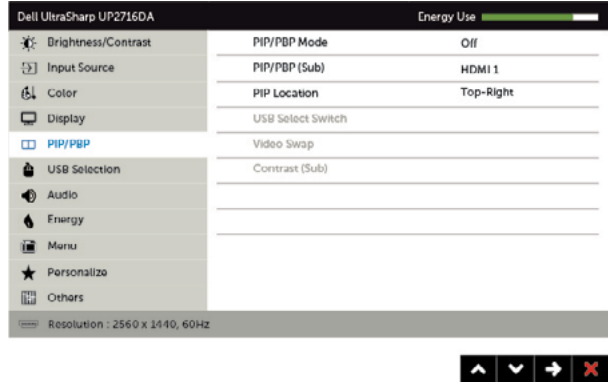 Dell UltraSharp UP2716DA Energy Use
Brightness/Contrast PIP/PBP Mode Off
Input Source PIP/PBP (Sub) HDMI 1
Color PIP Location Top-Right
Display USB Select Switch
PIP/PBP Video Swap
USB Selection Contrast (Sub)
Audio
Energy
Menu
Personalize
Others
Resolution : 2560 x 1440, 60Hz